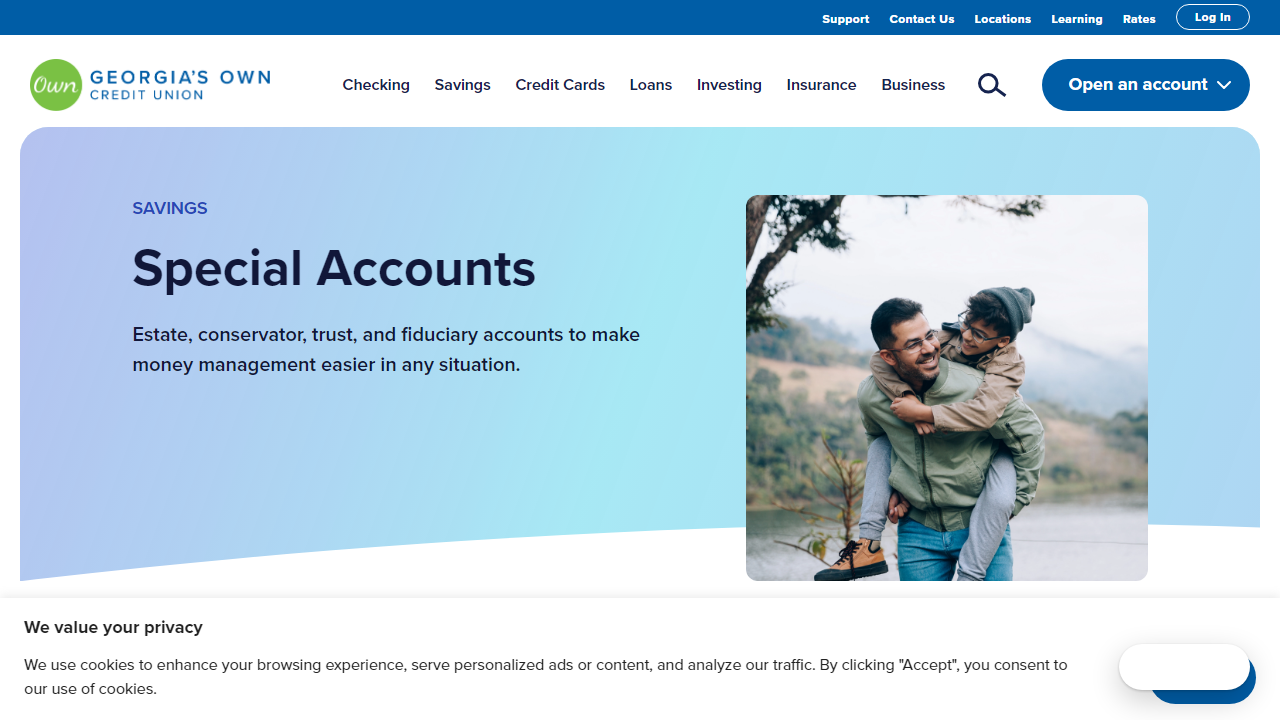 Support Contact Us Locations Learning Rates Log In
Own GEORGIA'S OWN
CREDIT UNION
Checking Savings Credit Cards Loans Investing Insurance Business Open an account
SAVINGS
Special Accounts
Estate, conservator, trust, and fiduciary accounts to make
money management easier in any situation.
We value your privacy
We use cookies to enhance your browsing experience, serve personalized ads or content, and analyze our traffic. By clicking "Accept", you consent to
our use of cookies.